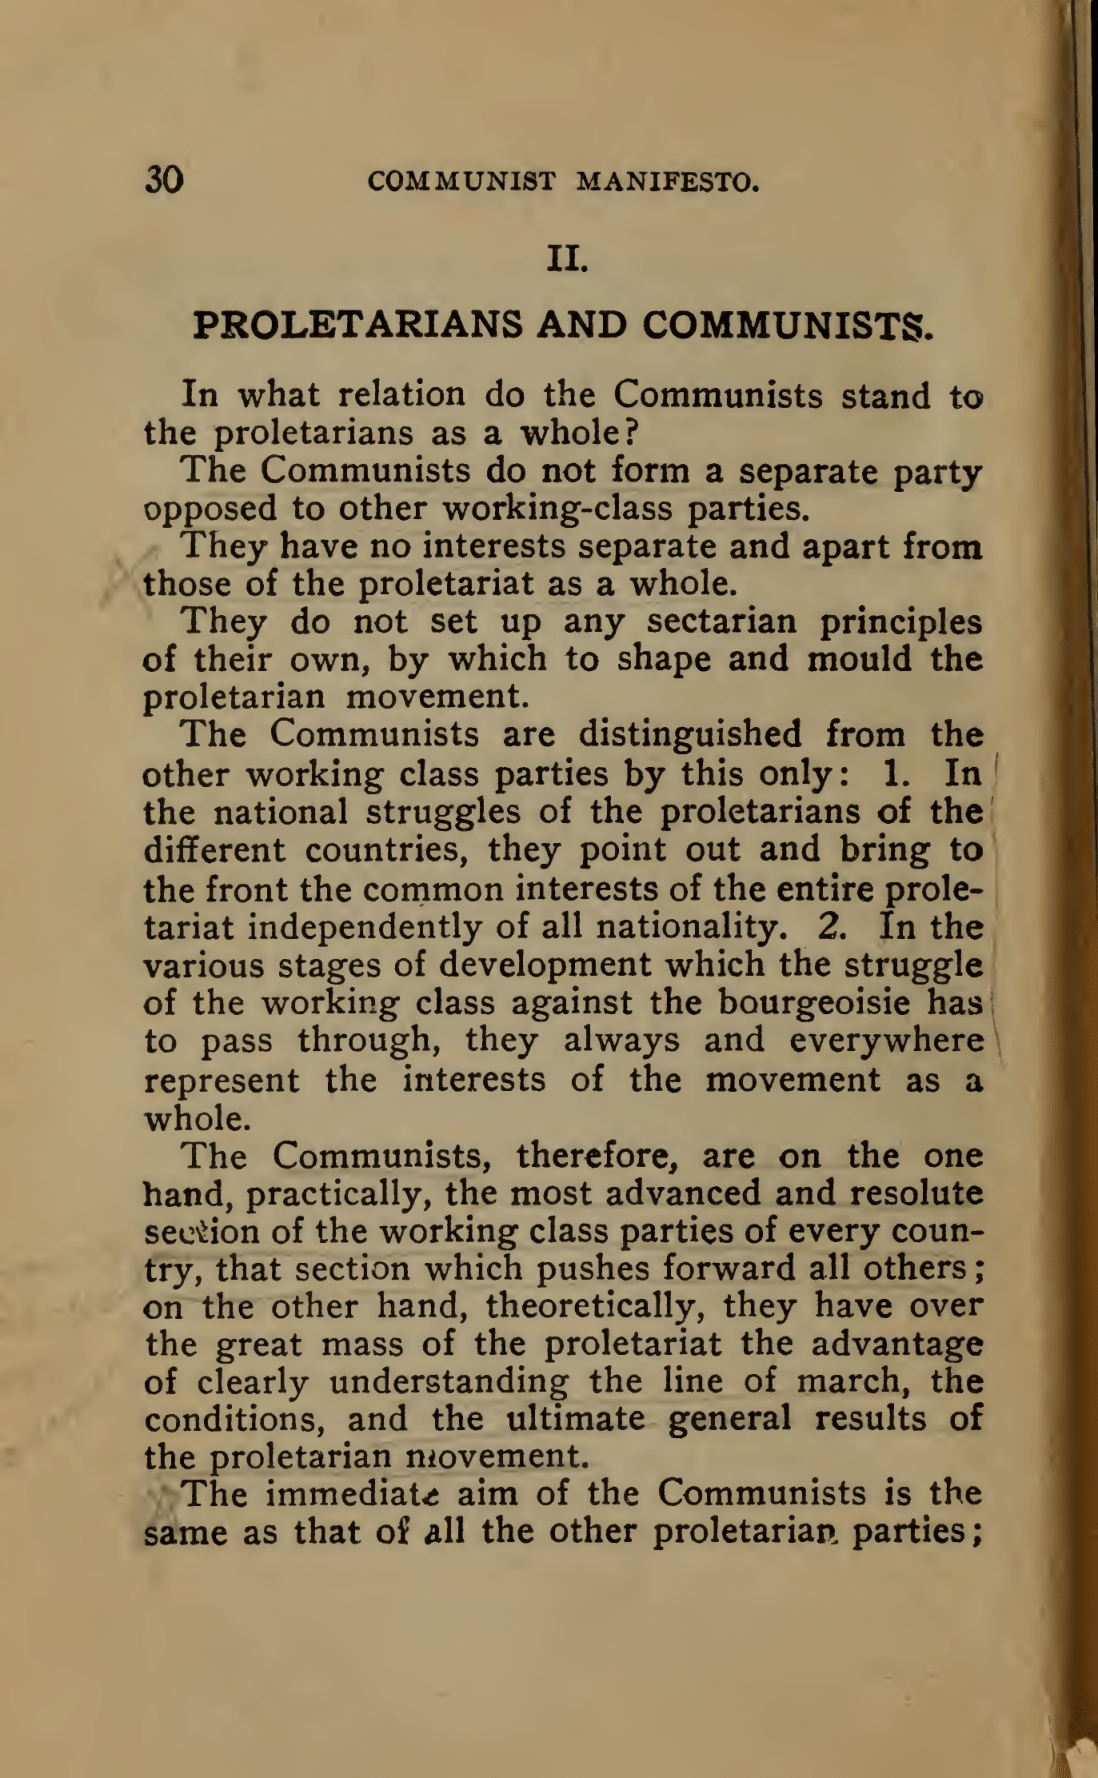 30 COMMUNIST MANIFESTO.
II.
PROLETARIANS AND COMMUNISTS.
In what relation do the Communists stand to
the proletarians as a whole?
The Communists do not form a separate party
opposed to other working-class parties.
They have no interests separate and apart from
those of the proletariat as a whole.
They do not set up any sectarian principles
of their own, by which to shape and mould the
proletarian movement.
The Communists are distinguished from the
other working class parties by this only: 1. In
the national struggles of the proletarians of the
different countries, they point out and bring to
the front the common interests of the entire prole-
tariat independently of all nationality. 2. In the
various stages of development which the struggle
of the working class against the bourgeoisie has
to pass through, they always and everywhere
represent the interests of the movement as a
whole.
The Communists, therefore, are on the one
hand, practically, the most advanced and resolute
section of the working class parties of every coun-
try, that section which pushes forward all others;
on the other hand, theoretically, they have over
the great mass of the proletariat the advantage
of clearly understanding the line of march, the
conditions, and the ultimate general results of
the proletarian movement.
The immediate aim of the Communists is the
same as that of all the other proletarian parties;